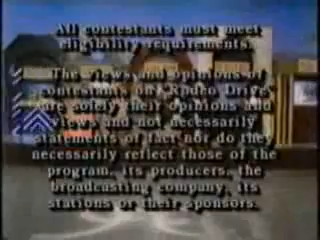 All contestants must meet
eligibility requirements.
The views and opinions of
contestants on Rodeo Drive
are solely their opinions and
views and not necessarily
statements of fact nor do they
necessarily reflect those of the
program, its producers, the
broadcasting company, its
stations or their sponsors.